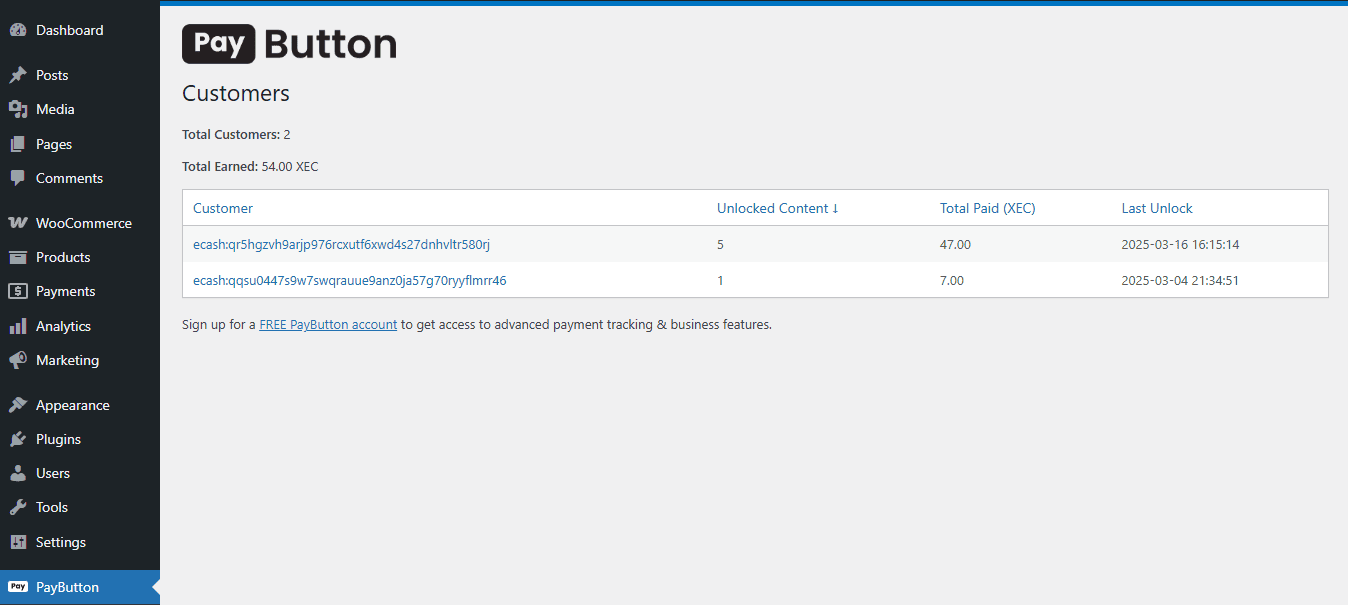 Dashboard
Posts
Media
Pages
Comments
WooCommerce
Products
Payments
Analytics
Marketing
Appearance
Plugins
Users
Tools
Settings
Pay PayButton
Pay Button
Customers
Total Customers: 2
Total Earned: 54.00 XEC
Customer Unlocked Content ↓ Total Paid (XEC) Last Unlock
ecash:qr5hgzvh9arjp976rcxutf6xwd4s27dnhvltr580rj 5 47.00 2025-03-16 16:15:14
ecash:qqsu0447s9w7swqrauue9anz0ja57g70ryyflmrr46 1 7.00 2025-03-04 21:34:51
Sign up for a FREE PayButton account to get access to advanced payment tracking & business features.